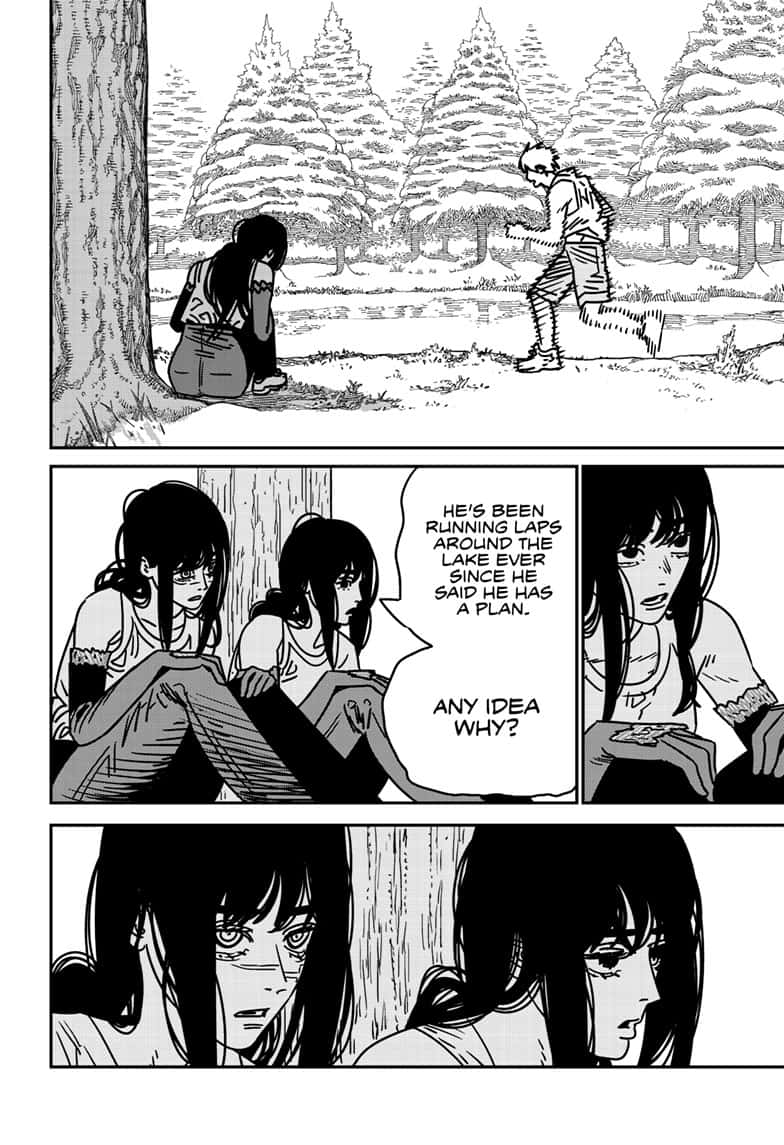 HE'S BEEN
RUNNING LAPS
AROUND THE
LAKE EVER
SINCE HE
SAID HE HAS
A PLAN.
ANY IDEA
WHY?